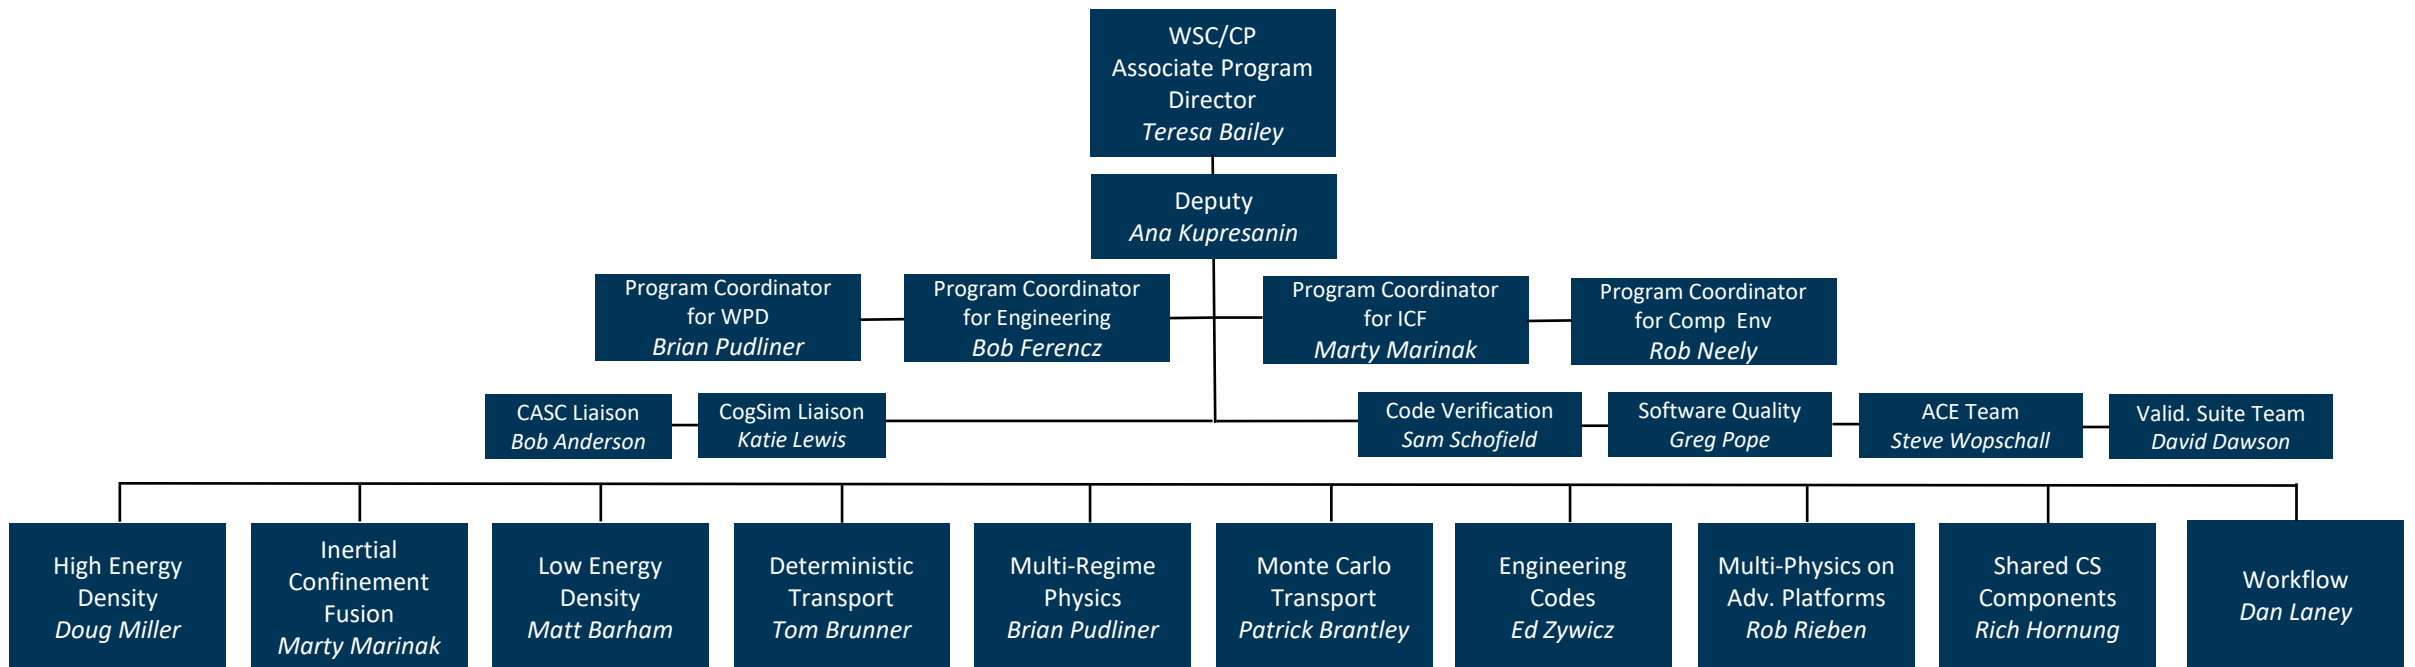 WSC/CP
Associate Program
Director
Teresa Bailey
Deputy
Ana Kupresanin
Program Coordinator
for WPD
Brian Pudliner
Program Coordinator
for Engineering
Bob Ferencz
Program Coordinator
for ICF
Marty Marinak
Program Coordinator
for Comp Env
Rob Neely
CASC Liaison
Bob Anderson
CogSim Liaison
Katie Lewis
Code Verification
Sam Schofield
Software Quality
Greg Pope
ACE Team
Steve Wopschall
Valid. Suite Team
David Dawson
High Energy
Density
Doug Miller
Inertial
Confinement
Fusion
Marty Marinak
Low Energy
Density
Matt Barham
Deterministic
Transport
Tom Brunner
Multi-Regime
Physics
Brian Pudliner
Monte Carlo
Transport
Patrick Brantley
Engineering
Codes
Ed Zywicz
Multi-Physics on
Adv. Platforms
Rob Rieben
Shared CS
Components
Rich Hornung
Workflow
Dan Laney